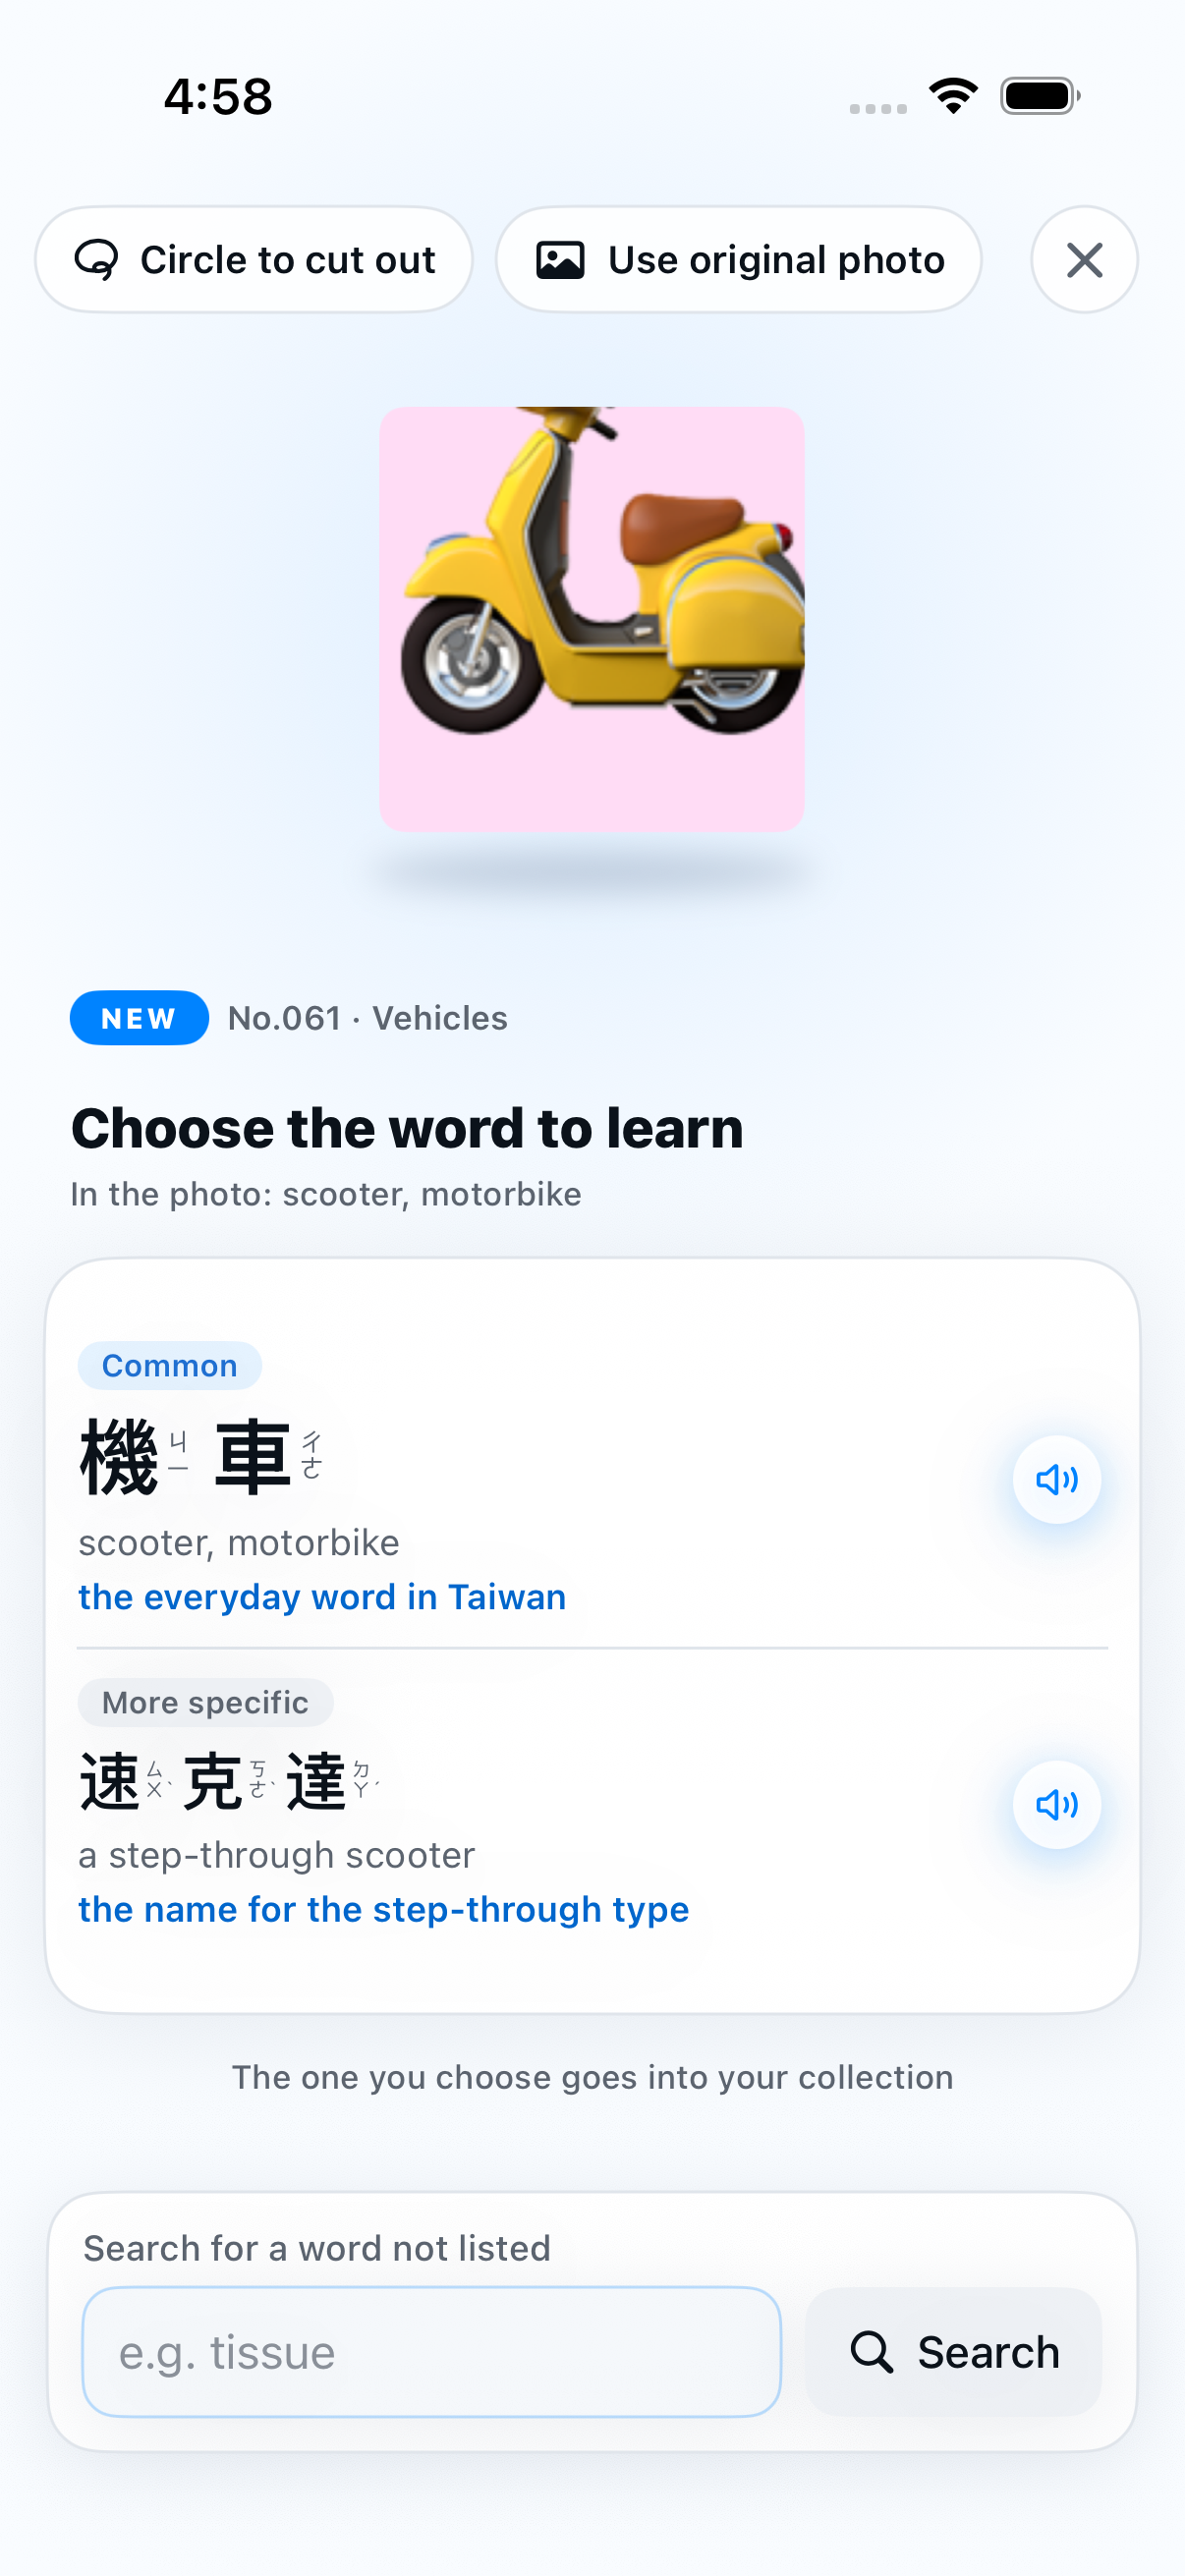 4:58
Circle to cut out
Use original photo
NEW No.061 · Vehicles
Choose the word to learn
In the photo: scooter, motorbike
Common
機ㄐㄧ 車ㄔㄜ
scooter, motorbike
the everyday word in Taiwan
More specific
速ㄙㄨˋ克ㄎㄜˋ達ㄉㄚˊ
a step-through scooter
the name for the step-through type
The one you choose goes into your collection
Search for a word not listed
e.g. tissue
Search